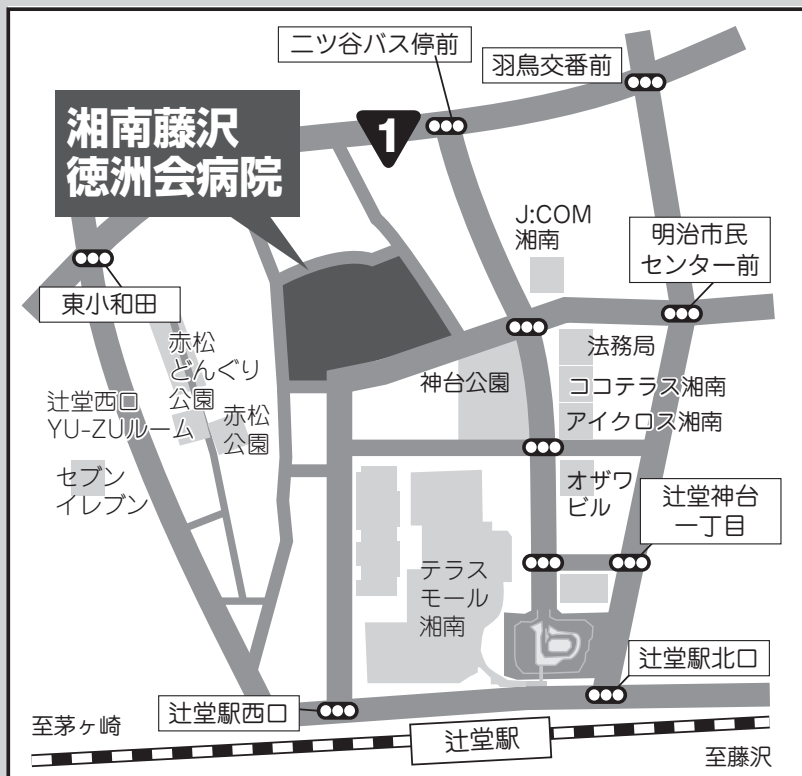 二ツ谷バス停前
羽鳥交番前
湘南藤沢
徳洲会病院
1
J:COM
湘南
明治市民
センター前
東小和田
赤松
どんぐり
公園
法務局
神台公園
ココテラス湘南
辻堂西口
YU-ZUルーム
赤松
公園
アイクロス湘南
セブン
イレブン
オザワ
ビル
辻堂神台
一丁目
テラス
モール
湘南
辻堂駅北口
辻堂駅西口
至茅ヶ崎
辻堂駅
至藤沢